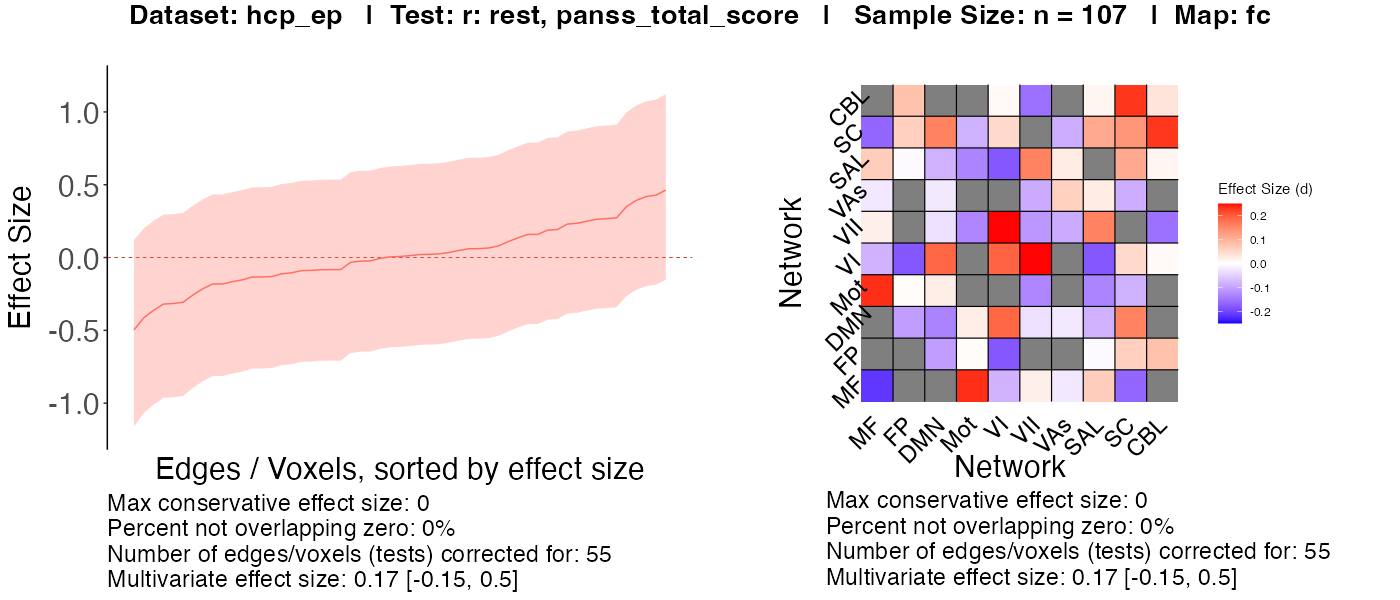 Dataset: hcp_ep | Test: r: rest, panss_total_score | Sample Size: n = 107 | Map: fc
1.0
0.5
0.0
-0.5
-1.0
Effect Size
Edges / Voxels, sorted by effect size
Max conservative effect size: 0
Percent not overlapping zero: 0%
Number of edges/voxels (tests) corrected for: 55
Multivariate effect size: 0.17 [-0.15, 0.5]
Network
CBL
SC
SAL
VAs
VII
VI
Mot
DMN
FP
MF
MF
FP
DMN
Mot
VI
VII
VAs
SAL
SC
CBL
Network
Effect Size (d)
0.2
0.1
0.0
-0.1
-0.2
Max conservative effect size: 0
Percent not overlapping zero: 0%
Number of edges/voxels (tests) corrected for: 55
Multivariate effect size: 0.17 [-0.15, 0.5]